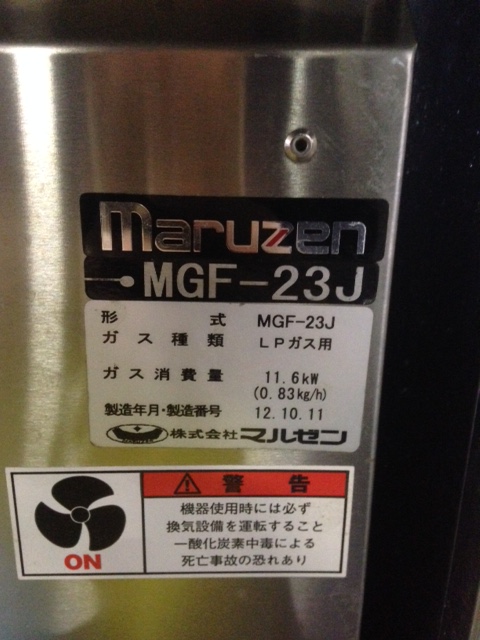 maruzen
MGF-23J
形式 MGF-23J
ガス種類 LPガス用
ガス消費量 11.6kW
(0.83kg/h)
製造年月・製造番号 12.10.11
株式会社マルゼン
警告
機器使用時には必ず
換気設備を運転すること
一酸化炭素中毒による
死亡事故の恐れあり
ON